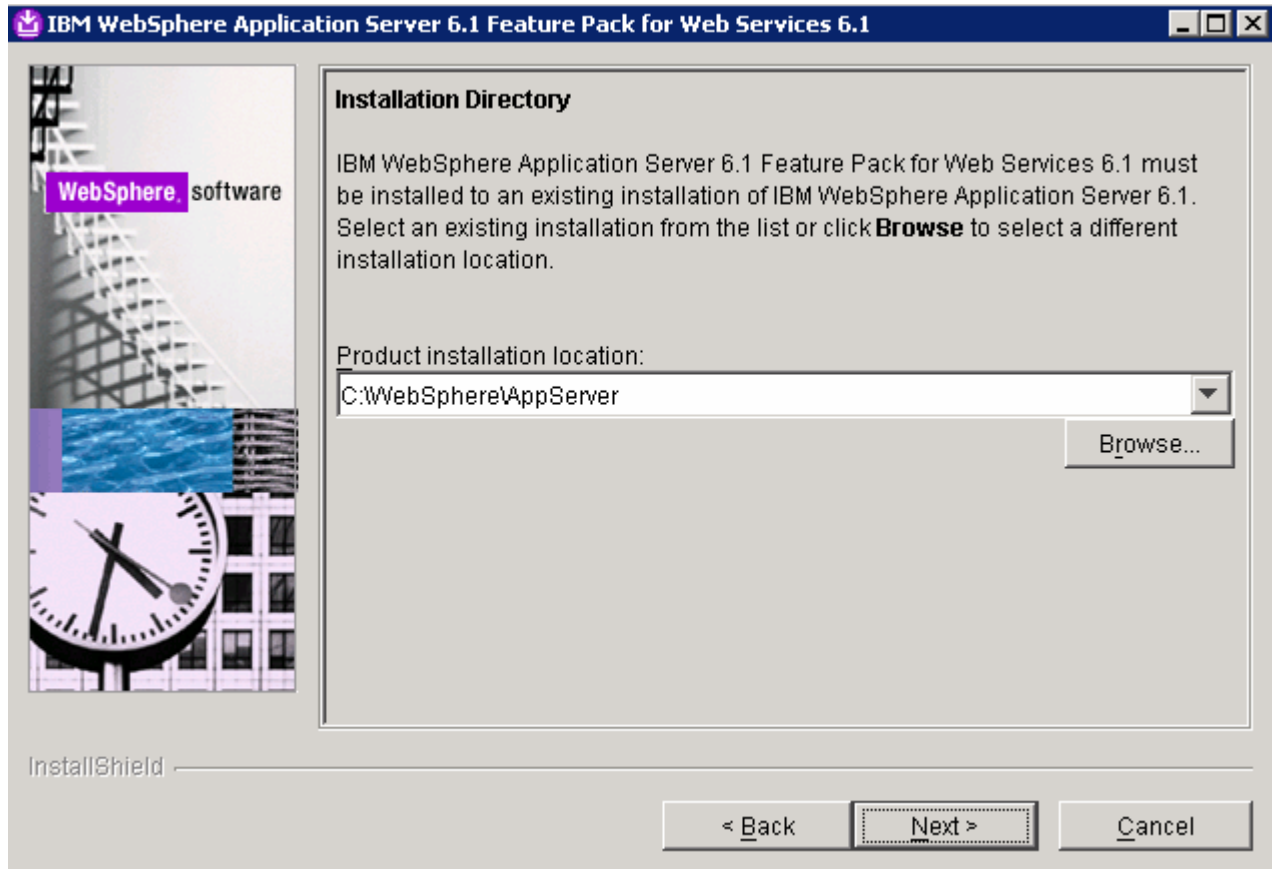 IBM WebSphere Application Server 6.1 Feature Pack for Web Services 6.1
WebSphere. software
Installation Directory
IBM WebSphere Application Server 6.1 Feature Pack for Web Services 6.1 must
be installed to an existing installation of IBM WebSphere Application Server 6.1.
Select an existing installation from the list or click Browse to select a different
installation location.
Product installation location:
C:\WebSphere\AppServer
Browse...
InstallShield
< Back
Next >
Cancel